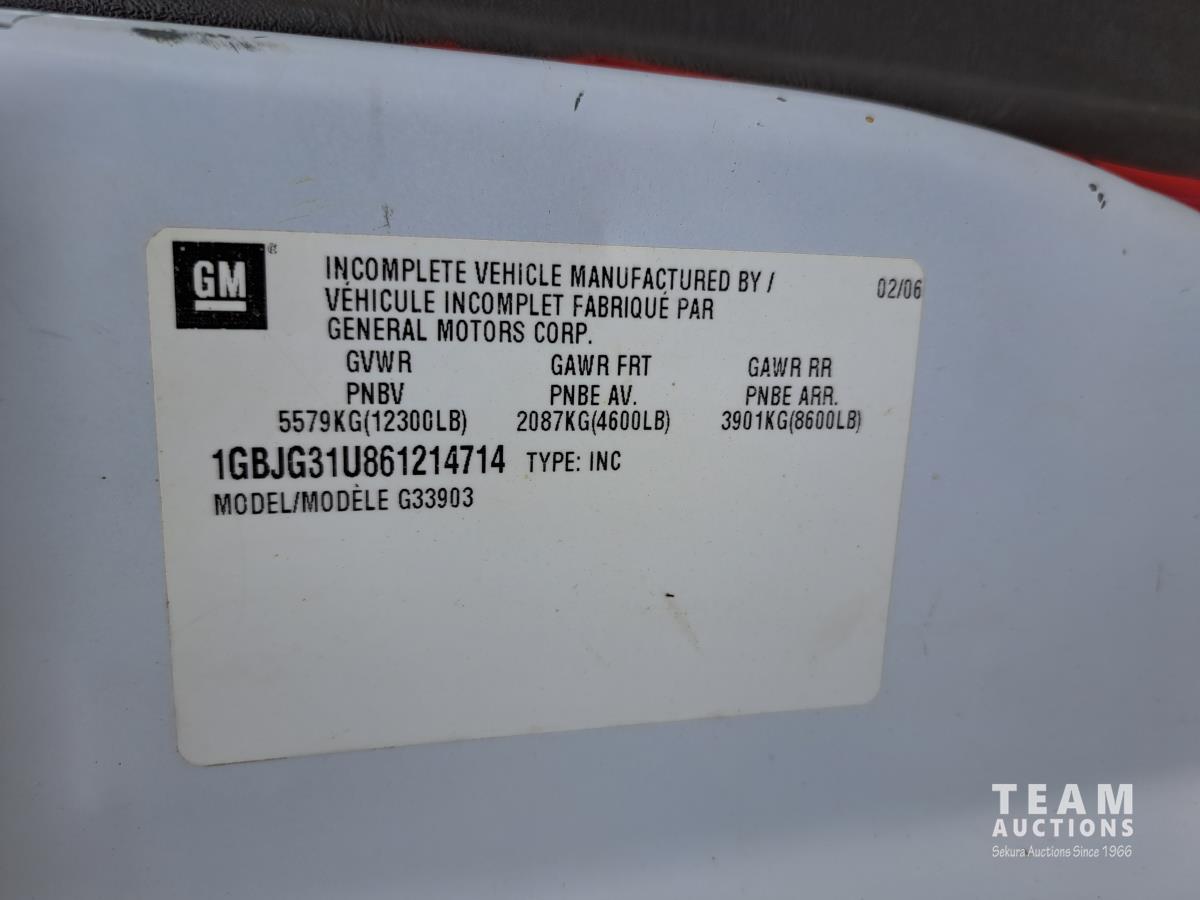 GM®
INCOMPLETE VEHICLE MANUFACTURED BY /
02/06
VÉHICULE INCOMPLET FABRIQUÉ PAR
GENERAL MOTORS CORP.
GVWR GAWR FRT GAWR RR
PNBV PNBE AV. PNBE ARR.
5579KG(12300LB) 2087KG(4600LB) 3901KG(8600LB)
1GBJG31U861214714 TYPE: INC
MODEL/MODÈLE G33903
TEAM
AUCTIONS
Sekura Auctions Since 1966